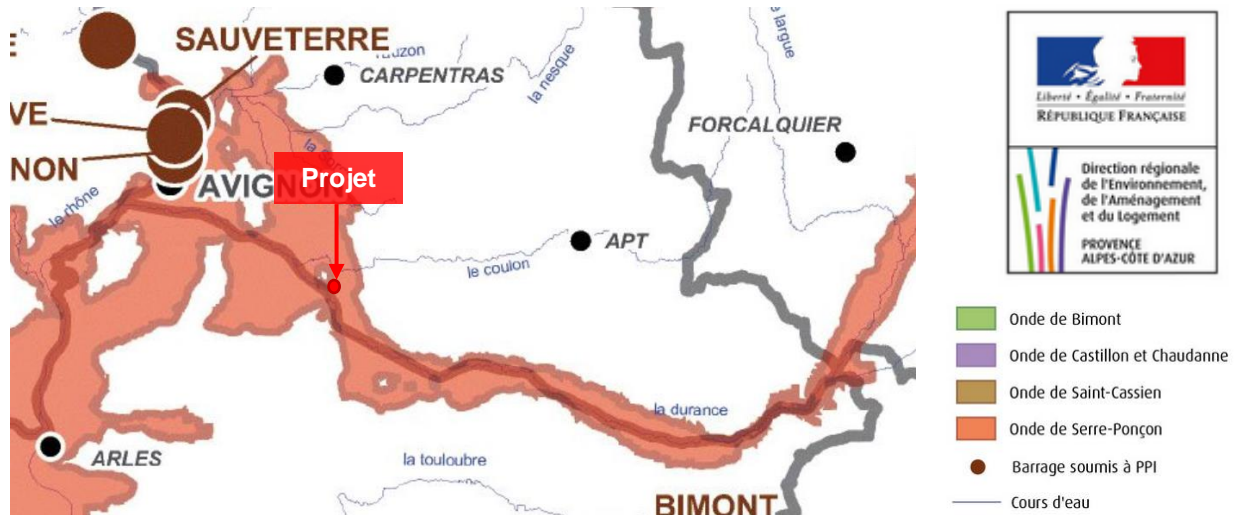 E
SAUVETERRE
CARPENTRAS
la nesque
largue
VE
FORCALQUIER
NON
Projet
AVIGNON
le rhône
APT
le coulon
la durance
ARLES
la touloubre
BIMONT
Liberté • Égalité • Fraternité
RÉPUBLIQUE FRANÇAISE
Direction régionale
de l'Environnement,
de l'Aménagement
et du Logement
PROVENCE
ALPES-CÔTE D'AZUR
Onde de Bimont
Onde de Castillon et Chaudanne
Onde de Saint-Cassien
Onde de Serre-Ponçon
Barrage soumis à PPI
Cours d'eau